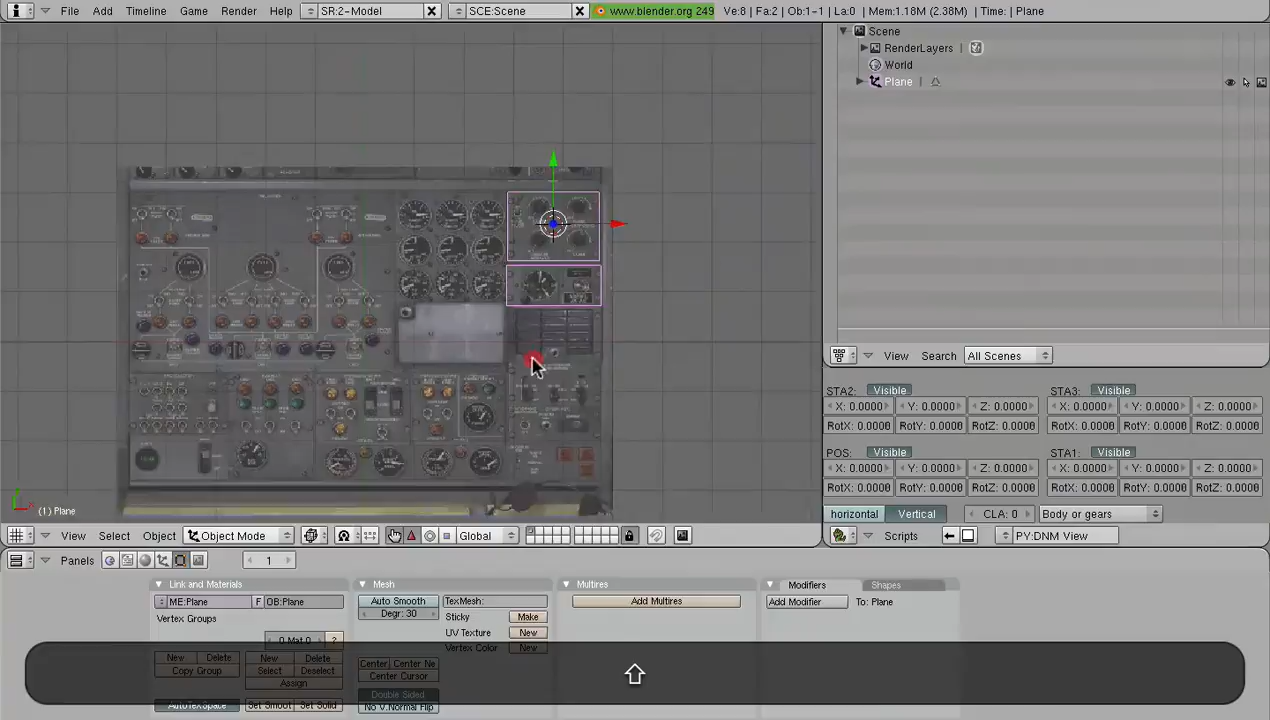 File Add Timeline Game Render Help SR:2-Model SCE:Scene www.blender.org 249 Ve:8 | Fa:2 | Ob:1-1 | La:0 | Mem:1.18M (2.38M) | Time: | Plane
Scene
RenderLayers |
World
Plane |
View Search All Scenes
STA2: Visible STA3: Visible
X: 0.0000 Y: 0.0000 Z: 0.0000 X: 0.0000 Y: 0.0000 Z: 0.0000
RotX: 0.0000 RotY: 0.0000 RotZ: 0.0000 RotX: 0.0000 RotY: 0.0000 RotZ: 0.0000
POS: Visible STA1: Visible
X: 0.0000 Y: 0.0000 Z: 0.0000 X: 0.0000 Y: 0.0000 Z: 0.0000
RotX: 0.0000 RotY: 0.0000 RotZ: 0.0000 RotX: 0.0000 RotY: 0.0000 RotZ: 0.0000
horizontal Vertical CLA: 0 Body or gears
(1) Plane
View Select Object Object Mode Global Scripts PY:DNM View
Panels 1
Link and Materials Mesh Multires Modifiers Shapes
ME:Plane F OB:Plane Auto Smooth TexMesh: Add Multires Add Modifier To: Plane
Degr: 30 Sticky Make
Vertex Groups UV Texture New
0 Mat 0 ? Vertex Color New
New Delete New Delete Center Center Ne
Copy Group Select Deselect Center Cursor
Assign Double Sided
AutoTexSpace Set Smoot Set Solid No V.Normal Flip